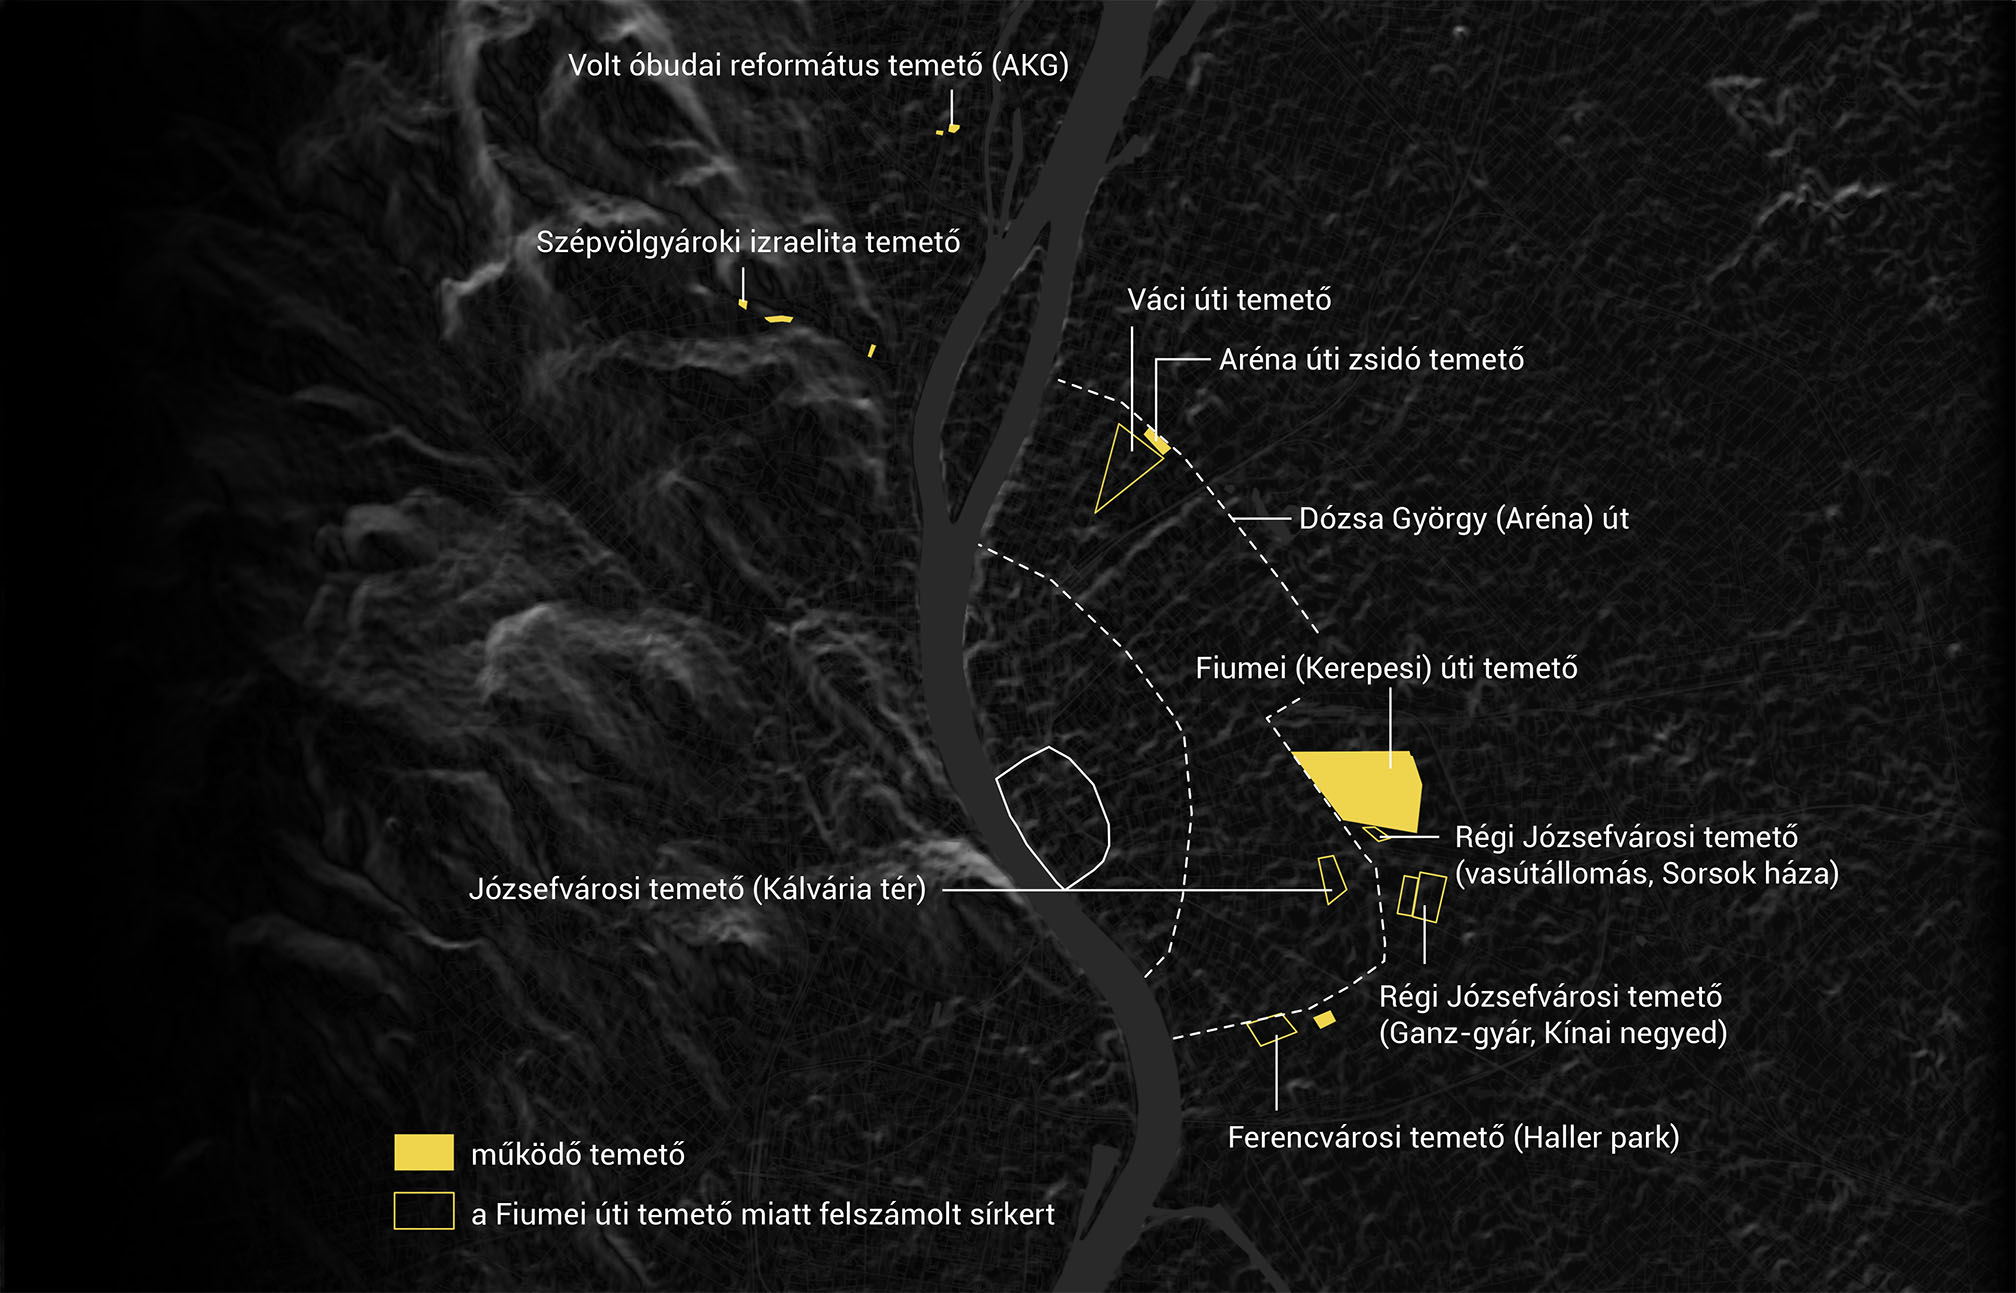 Volt óbudai református temető (AKG)
Szépvölgyároki izraelita temető
Váci úti temető
Aréna úti zsidó temető
Dózsa György (Aréna) út
Fiumei (Kerepesi) úti temető
Régi Józsefvárosi temető
(vasútállomás, Sorsok háza)
Józsefvárosi temető (Kálvária tér)
Régi Józsefvárosi temető
(Ganz-gyár, Kínai negyed)
Ferencvárosi temető (Haller park)
működő temető
a Fiumei úti temető miatt felszámolt sírkert